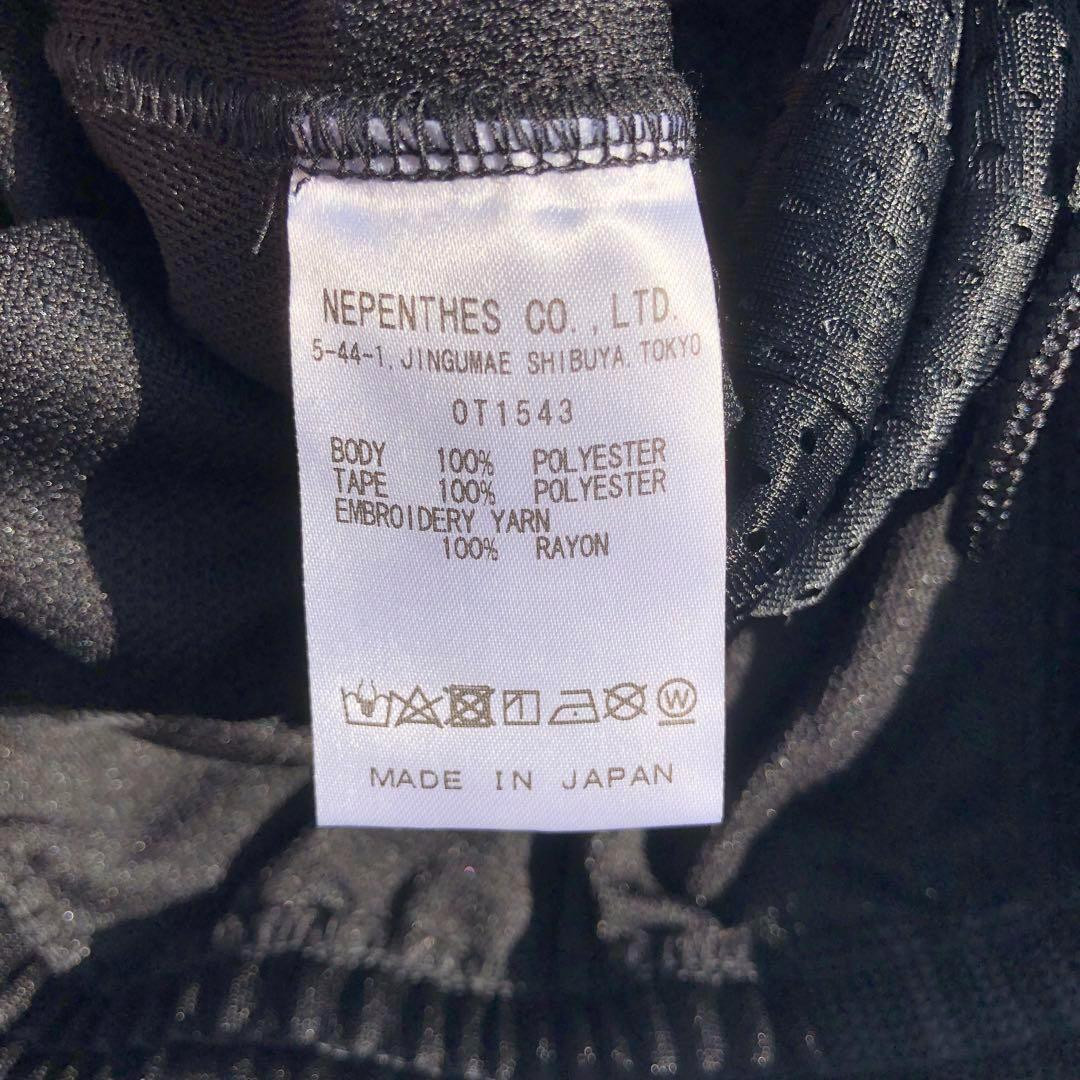 NEPENTHES CO.,LTD.
5-44-1, JINGUMAE SHIBUYA, TOKYO
OT1543
BODY 100% POLYESTER
TAPE 100% POLYESTER
EMBROIDERY YARN
100% RAYON
W
MADE IN JAPAN